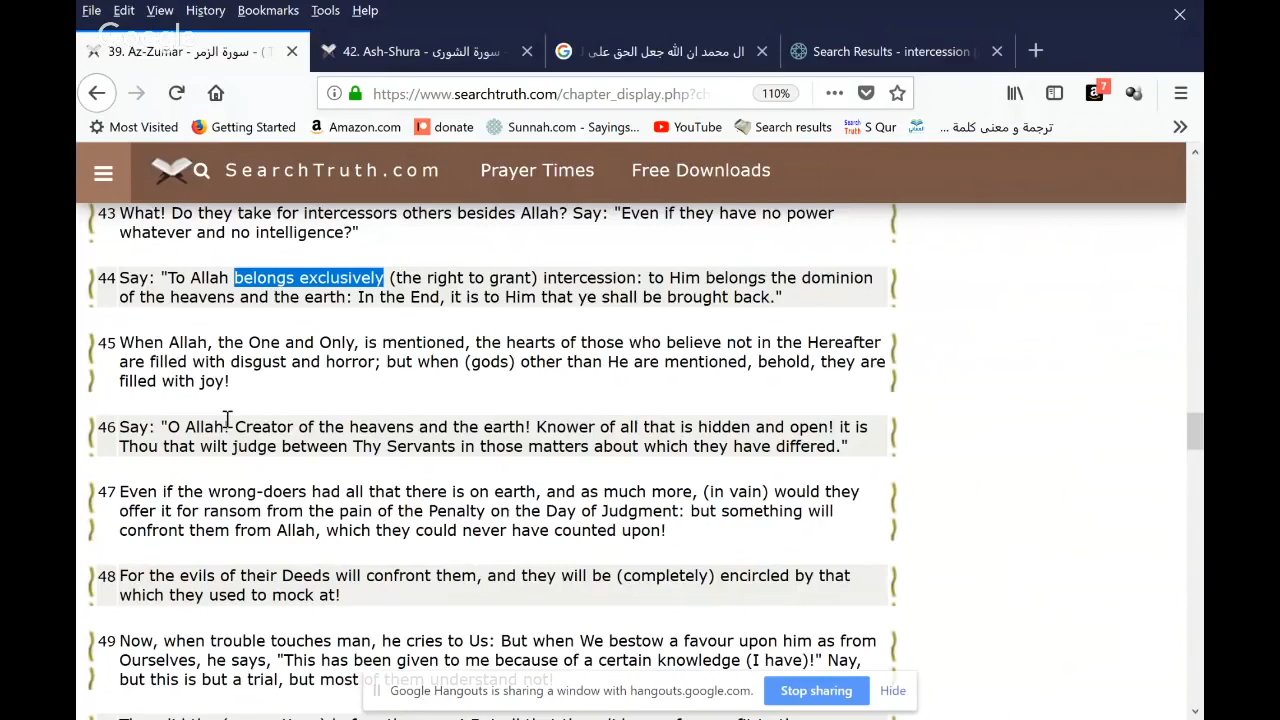 File Edit View History Bookmarks Tools Help
Google
39. Az-Zumar - سورة الزمر - ( T
42. Ash-Shura - سورة الشورى
ال محمد ان الله جعل الحق على
Search Results - intercession
https://www.searchtruth.com/chapter_display.php?ch
110%
7
Most Visited Getting Started Amazon.com donate Sunnah.com - Sayings... YouTube Search results Search Truth S Qur ترجمة و معنى كلمة ...
SearchTruth.com Prayer Times Free Downloads
43 What! Do they take for intercessors others besides Allah? Say: "Even if they have no power
whatever and no intelligence?"
44 Say: "To Allah belongs exclusively (the right to grant) intercession: to Him belongs the dominion
of the heavens and the earth: In the End, it is to Him that ye shall be brought back."
45 When Allah, the One and Only, is mentioned, the hearts of those who believe not in the Hereafter
are filled with disgust and horror; but when (gods) other than He are mentioned, behold, they are
filled with joy!
46 Say: "O Allah! Creator of the heavens and the earth! Knower of all that is hidden and open! it is
Thou that wilt judge between Thy Servants in those matters about which they have differed."
47 Even if the wrong-doers had all that there is on earth, and as much more, (in vain) would they
offer it for ransom from the pain of the Penalty on the Day of Judgment: but something will
confront them from Allah, which they could never have counted upon!
48 For the evils of their Deeds will confront them, and they will be (completely) encircled by that
which they used to mock at!
49 Now, when trouble touches man, he cries to Us: But when We bestow a favour upon him as from
Ourselves, he says, "This has been given to me because of a certain knowledge (I have)!" Nay,
but this is but a trial, but most of them understand not!
Google Hangouts is sharing a window with hangouts.google.com. Stop sharing Hide